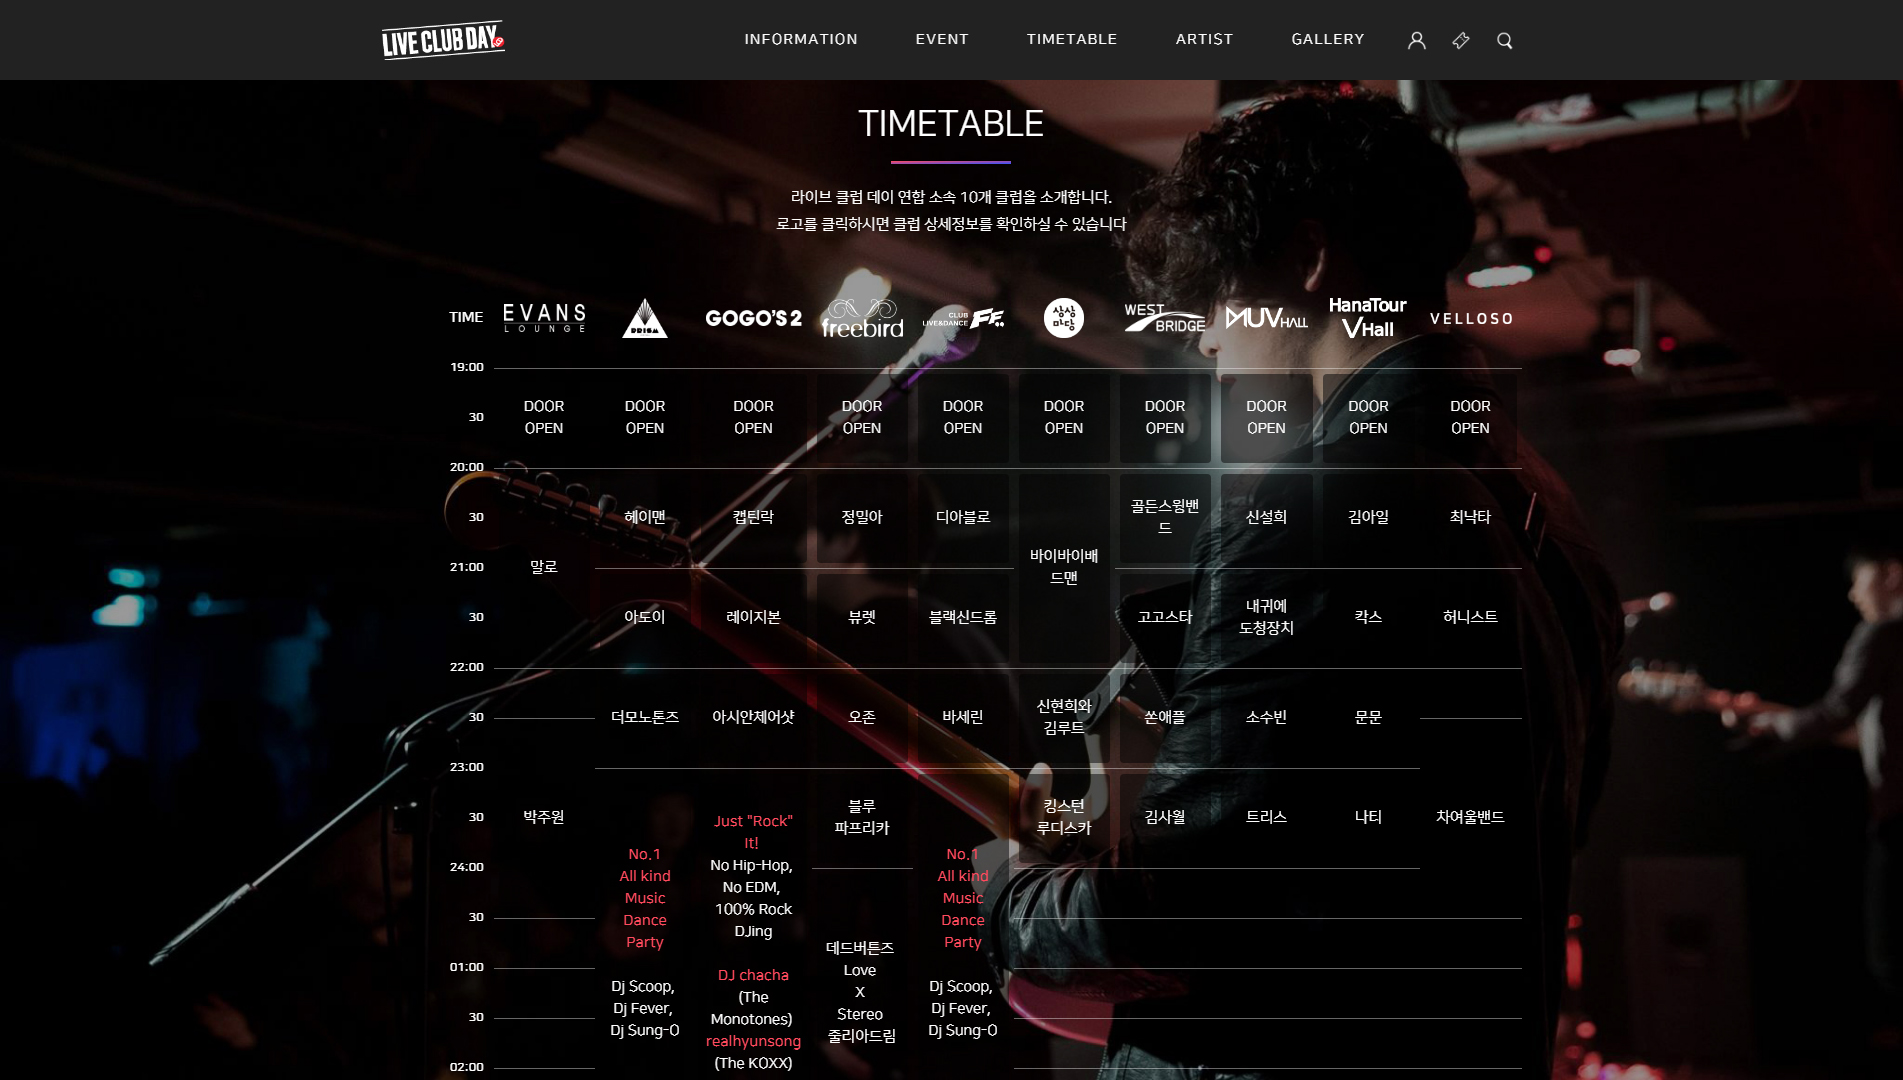 LIVE CLUB DAY
INFORMATION
EVENT
TIMETABLE
ARTIST
GALLERY
TIMETABLE
라이브 클럽 데이 연합 소속 10개 클럽을 소개합니다.
로고를 클릭하시면 클럽 상세정보를 확인하실 수 있습니다
TIME
EVANS
LOUNGE
PRISM
GOGO'S 2
freebird
CLUB
LIVE&DANCE
FF.
상상
마당
WEST
BRIDGE
MUV HALL
HanaTour
V Hall
VELLOSO
19:00
30
DOOR
OPEN
DOOR
OPEN
DOOR
OPEN
DOOR
OPEN
DOOR
OPEN
DOOR
OPEN
DOOR
OPEN
DOOR
OPEN
DOOR
OPEN
DOOR
OPEN
20:00
30
헤이맨
캡틴락
정밀아
디아블로
골든스윙밴
드
신설희
김아일
최낙타
21:00
말로
바이바이배
드맨
30
아토이
레이지본
뷰렛
블랙신드롬
고고스타
내귀에
도청장치
칵스
허니스트
22:00
30
더모노톤즈
아시안체어샷
오존
바세린
신현희와
김루트
쏜애플
소수빈
문문
23:00
30
박주원
블루
파프리카
킹스턴
루디스카
김사월
트리스
나티
차여울밴드
24:00
30
01:00
30
02:00
No.1
All kind
Music
Dance
Party
Dj Scoop,
Dj Fever,
Dj Sung-O
Just "Rock"
It!
No Hip-Hop,
No EDM,
100% Rock
DJing
DJ chacha
(The
Monotones)
realhyunsong
(The KOXX)
데드버튼즈
Love
X
Stereo
줄리아드림
No.1
All kind
Music
Dance
Party
Dj Scoop,
Dj Fever,
Dj Sung-O